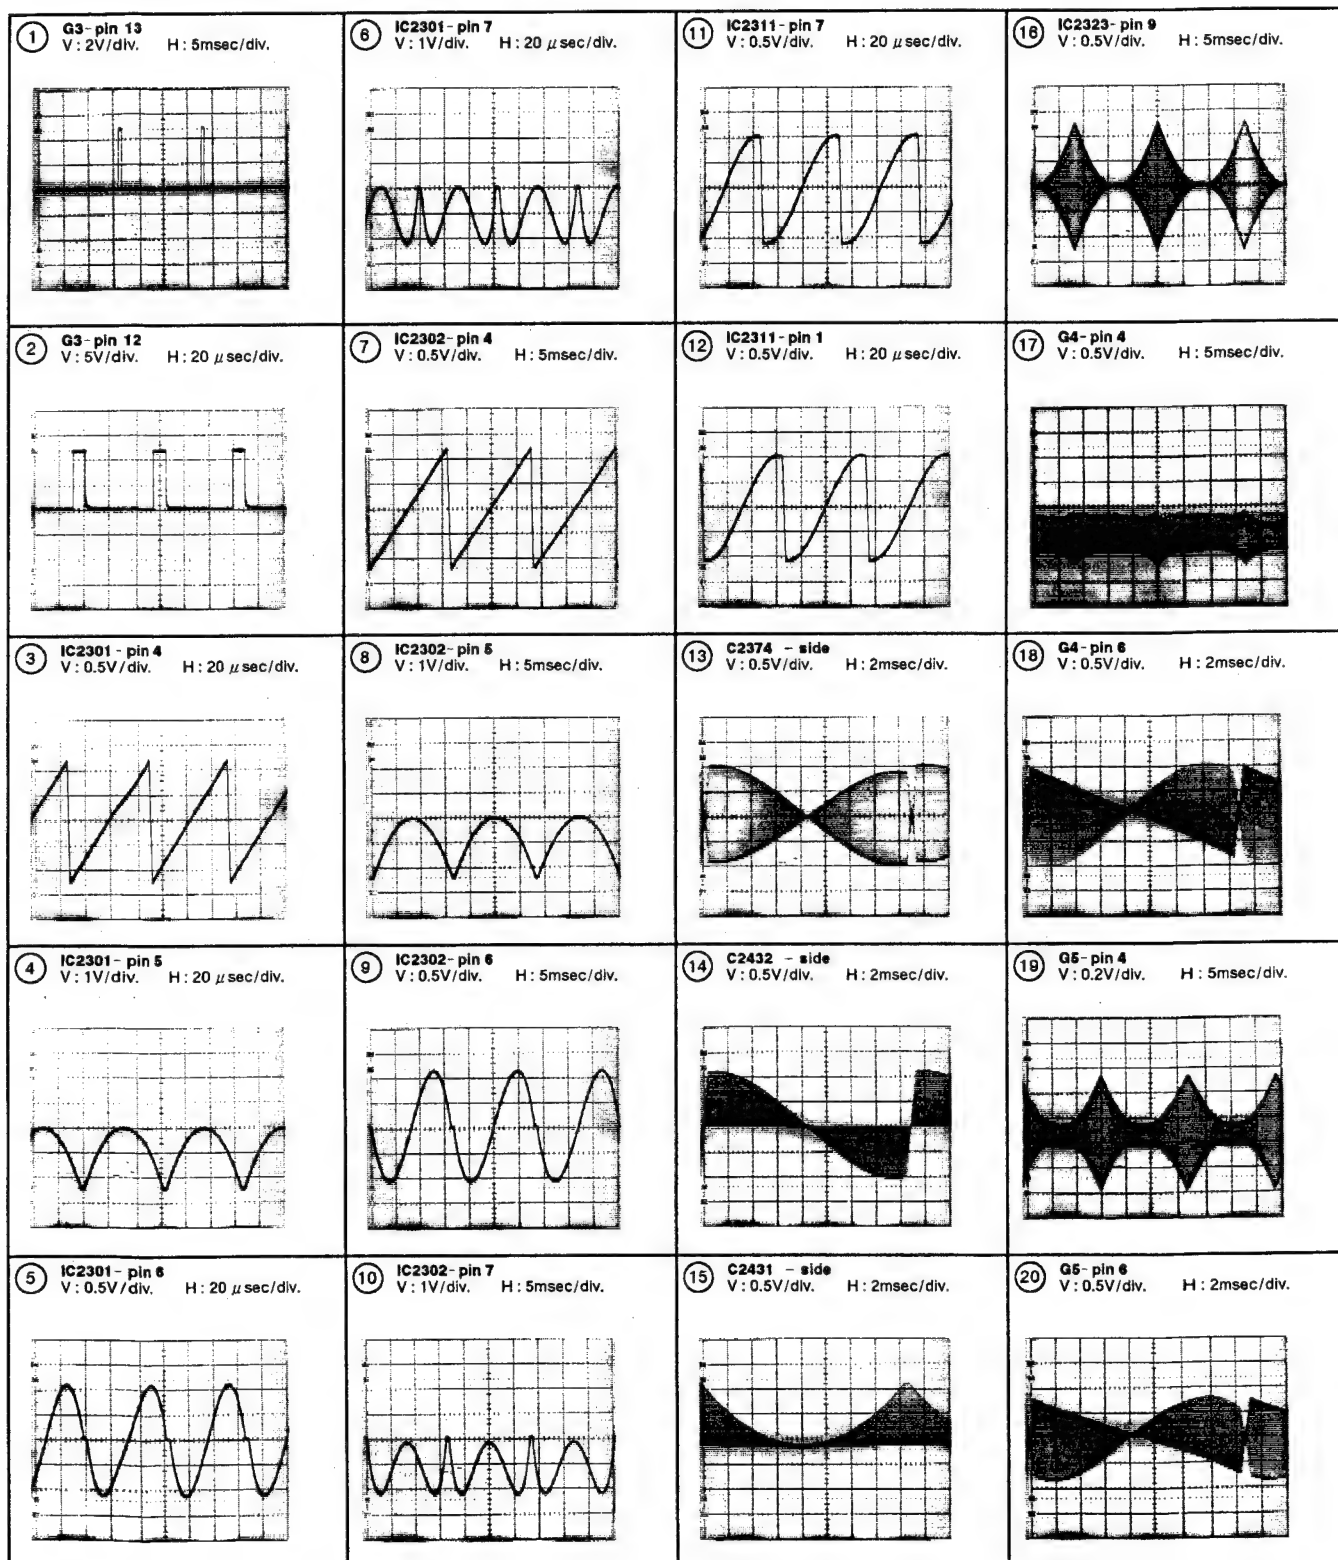 1 G3-pin 13
V : 2V/div. H : 5msec/div.
2 G3-pin 12
V : 5V/div. H : 20 μsec/div.
3 IC2301-pin 4
V : 0.5V/div. H : 20 μsec/div.
4 IC2301-pin 5
V : 1V/div. H : 20 μsec/div.
5 IC2301-pin 6
V : 0.5V/div. H : 20 μsec/div.
6 IC2301-pin 7
V : 1V/div. H : 20 μsec/div.
7 IC2302-pin 4
V : 0.5V/div. H : 5msec/div.
8 IC2302-pin 5
V : 1V/div. H : 5msec/div.
9 IC2302-pin 6
V : 0.5V/div. H : 5msec/div.
10 IC2302-pin 7
V : 1V/div. H : 5msec/div.
11 IC2311-pin 7
V : 0.5V/div. H : 20 μsec/div.
12 IC2311-pin 1
V : 0.5V/div. H : 20 μsec/div.
13 C2374 - side
V : 0.5V/div. H : 2msec/div.
14 C2432 - side
V : 0.5V/div. H : 2msec/div.
15 C2431 - side
V : 0.5V/div. H : 2msec/div.
16 IC2323-pin 9
V : 0.5V/div. H : 5msec/div.
17 G4-pin 4
V : 0.5V/div. H : 5msec/div.
18 G4-pin 6
V : 0.5V/div. H : 2msec/div.
19 G5-pin 4
V : 0.2V/div. H : 5msec/div.
20 G5-pin 6
V : 0.5V/div. H : 2msec/div.